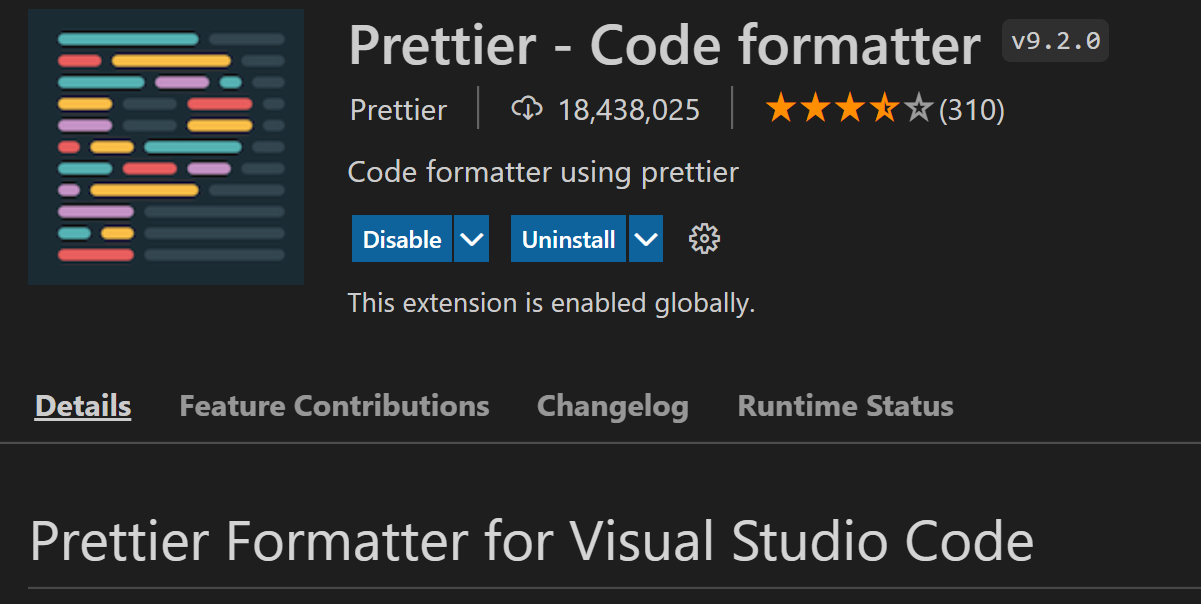 Prettier - Code formatter v9.2.0
Prettier 18,438,025 (310)
Code formatter using prettier
Disable Uninstall
This extension is enabled globally.
Details Feature Contributions Changelog Runtime Status
Prettier Formatter for Visual Studio Code